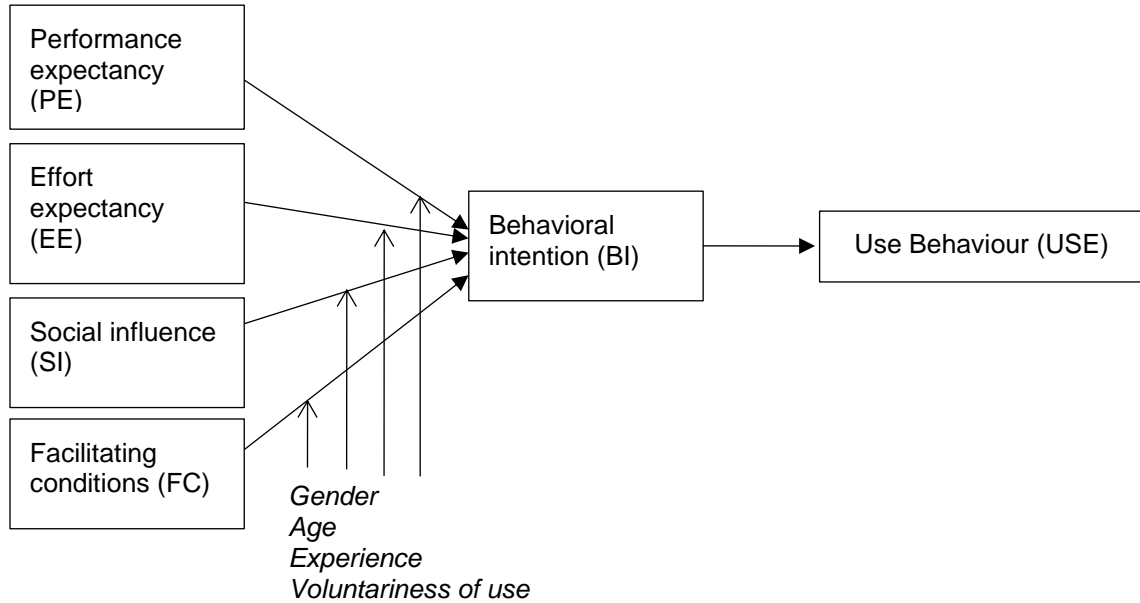 Performance
expectancy
(PE)
Effort
expectancy
(EE)
Social influence
(SI)
Facilitating
conditions (FC)
Behavioral
intention (BI)
Use Behaviour (USE)
Gender
Age
Experience
Voluntariness of use